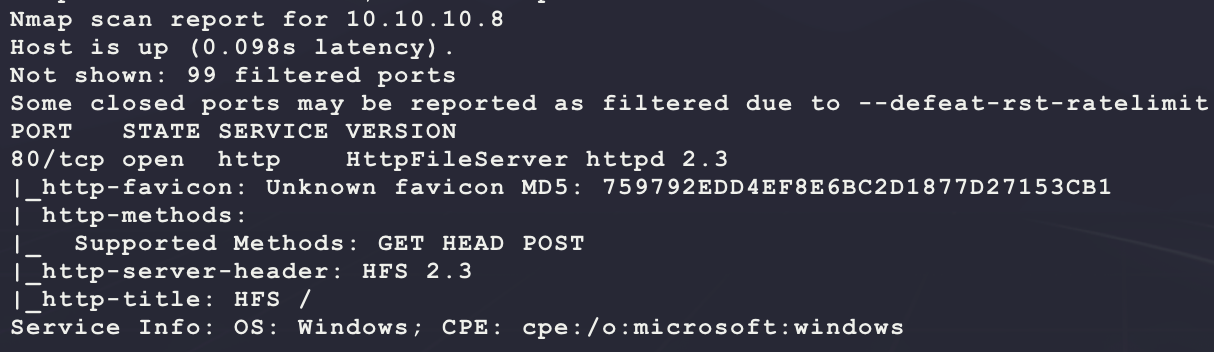 Nmap scan report for 10.10.10.8
Host is up (0.098s latency).
Not shown: 99 filtered ports
Some closed ports may be reported as filtered due to --defeat-rst-ratelimit
PORT   STATE SERVICE VERSION
80/tcp open  http    HttpFileServer httpd 2.3
|_http-favicon: Unknown favicon MD5: 759792EDD4EF8E6BC2D1877D27153CB1
| http-methods:
|_  Supported Methods: GET HEAD POST
|_http-server-header: HFS 2.3
|_http-title: HFS /
Service Info: OS: Windows; CPE: cpe:/o:microsoft:windows